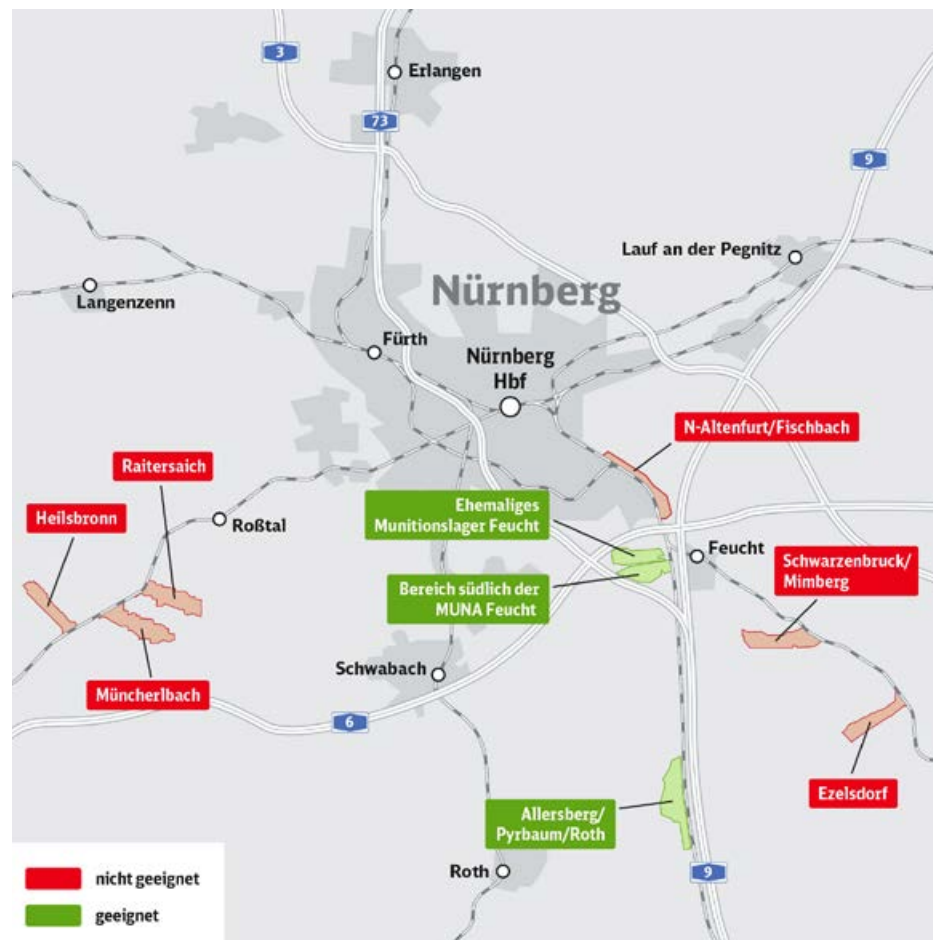 3
Erlangen
73
9
Lauf an der Pegnitz
Nürnberg
Langenzenn
Fürth
Nürnberg
Hbf
N-Altenfurt/Fischbach
Raitersaich
Heilsbronn
Roßtal
Ehemaliges
Munitionslager Feucht
Feucht
Schwarzenbruck/
Mimberg
Bereich südlich der
MUNA Feucht
Schwabach
Müncherlbach
6
Ezelsdorf
Allersberg/
Pyrbaum/Roth
Roth
9
nicht geeignet
geeignet